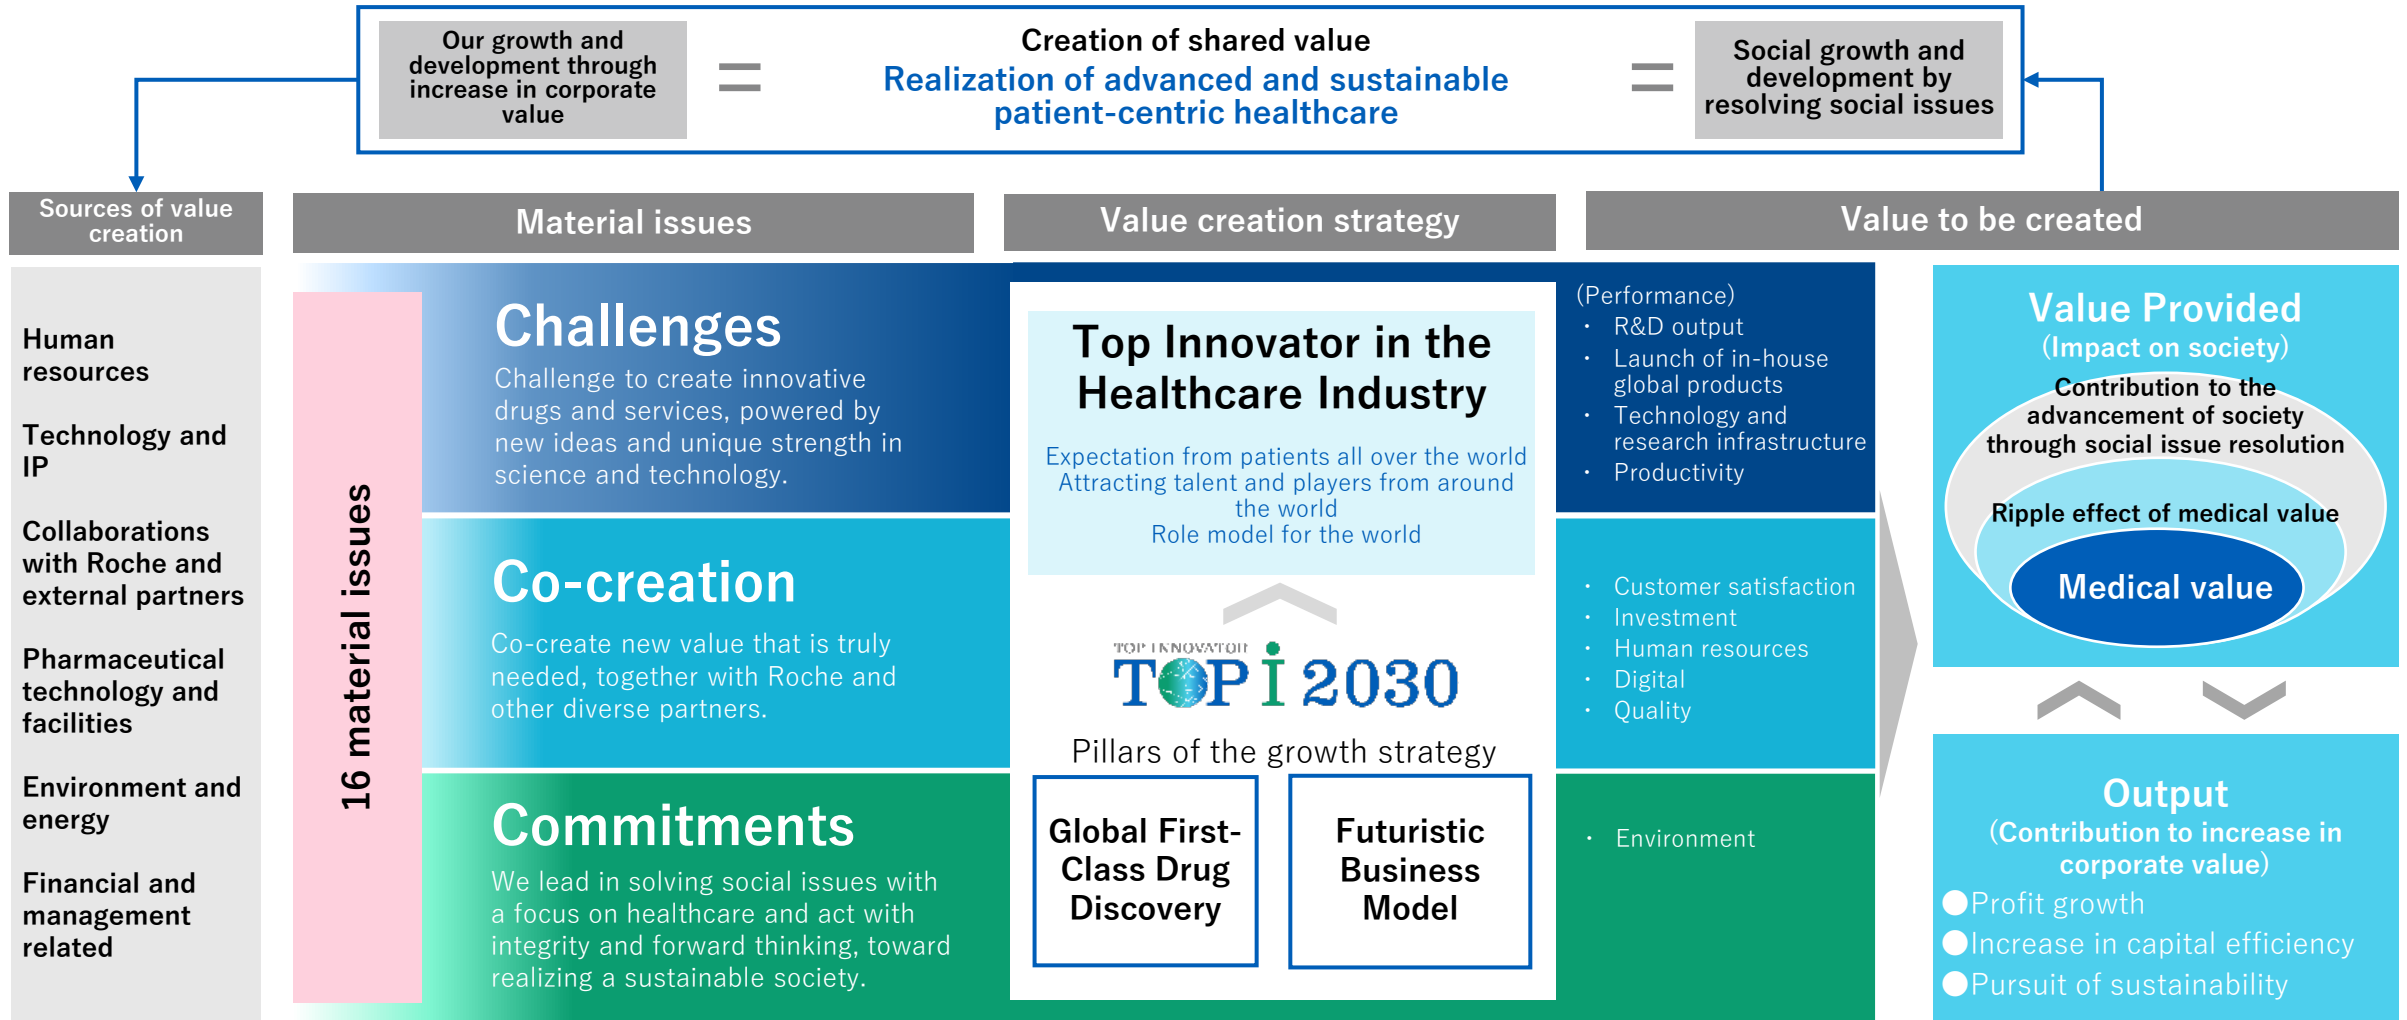 Our growth and
development through
increase in corporate
value
=
Creation of shared value
Realization of advanced and sustainable
patient-centric healthcare
=
Social growth and
development by
resolving social issues
Sources of value
creation
Material issues
Value creation strategy
Value to be created
Human
resources
Technology and
IP
Collaborations
with Roche and
external partners
Pharmaceutical
technology and
facilities
Environment and
energy
Financial and
management
related
16 material issues
Challenges
Challenge to create innovative
drugs and services, powered by
new ideas and unique strength in
science and technology.
Co-creation
Co-create new value that is truly
needed, together with Roche and
other diverse partners.
Commitments
We lead in solving social issues with
a focus on healthcare and act with
integrity and forward thinking, toward
realizing a sustainable society.
Top Innovator in the
Healthcare Industry
Expectation from patients all over the world
Attracting talent and players from around
the world
Role model for the world
TOP INNOVATOR
TOP i 2030
Pillars of the growth strategy
Global First-
Class Drug
Discovery
Futuristic
Business
Model
(Performance)
・ R&D output
・ Launch of in-house
global products
・ Technology and
research infrastructure
・ Productivity
・ Customer satisfaction
・ Investment
・ Human resources
・ Digital
・ Quality
・ Environment
Value Provided
(Impact on society)
Contribution to the
advancement of society
through social issue resolution
Ripple effect of medical value
Medical value
Output
(Contribution to increase in
corporate value)
●Profit growth
●Increase in capital efficiency
●Pursuit of sustainability